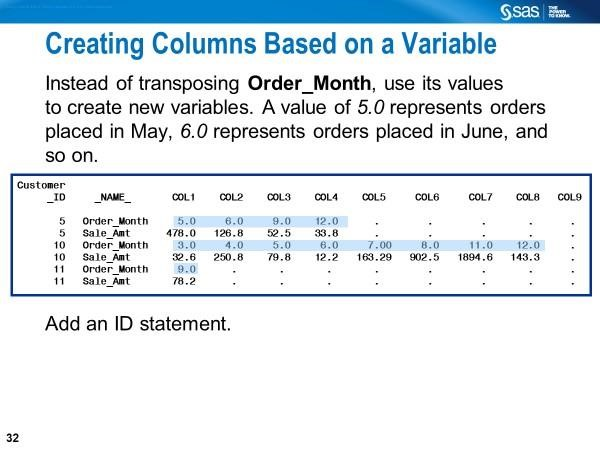 sas THE
POWER
TO KNOW.
Creating Columns Based on a Variable
Instead of transposing Order_Month, use its values
to create new variables. A value of 5.0 represents orders
placed in May, 6.0 represents orders placed in June, and
so on.
Customer
_ID _NAME_ COL1 COL2 COL3 COL4 COL5 COL6 COL7 COL8 COL9
5 Order_Month 5.0 6.0 9.0 12.0 . . . . .
5 Sale_Amt 478.0 126.8 52.5 33.8 . . . . .
10 Order_Month 3.0 4.0 5.0 6.0 7.00 8.0 11.0 12.0 .
10 Sale_Amt 32.6 250.8 79.8 12.2 163.29 902.5 1894.6 143.3 .
11 Order_Month 9.0 . . . . . . . .
11 Sale_Amt 78.2 . . . . . . . .
Add an ID statement.
32